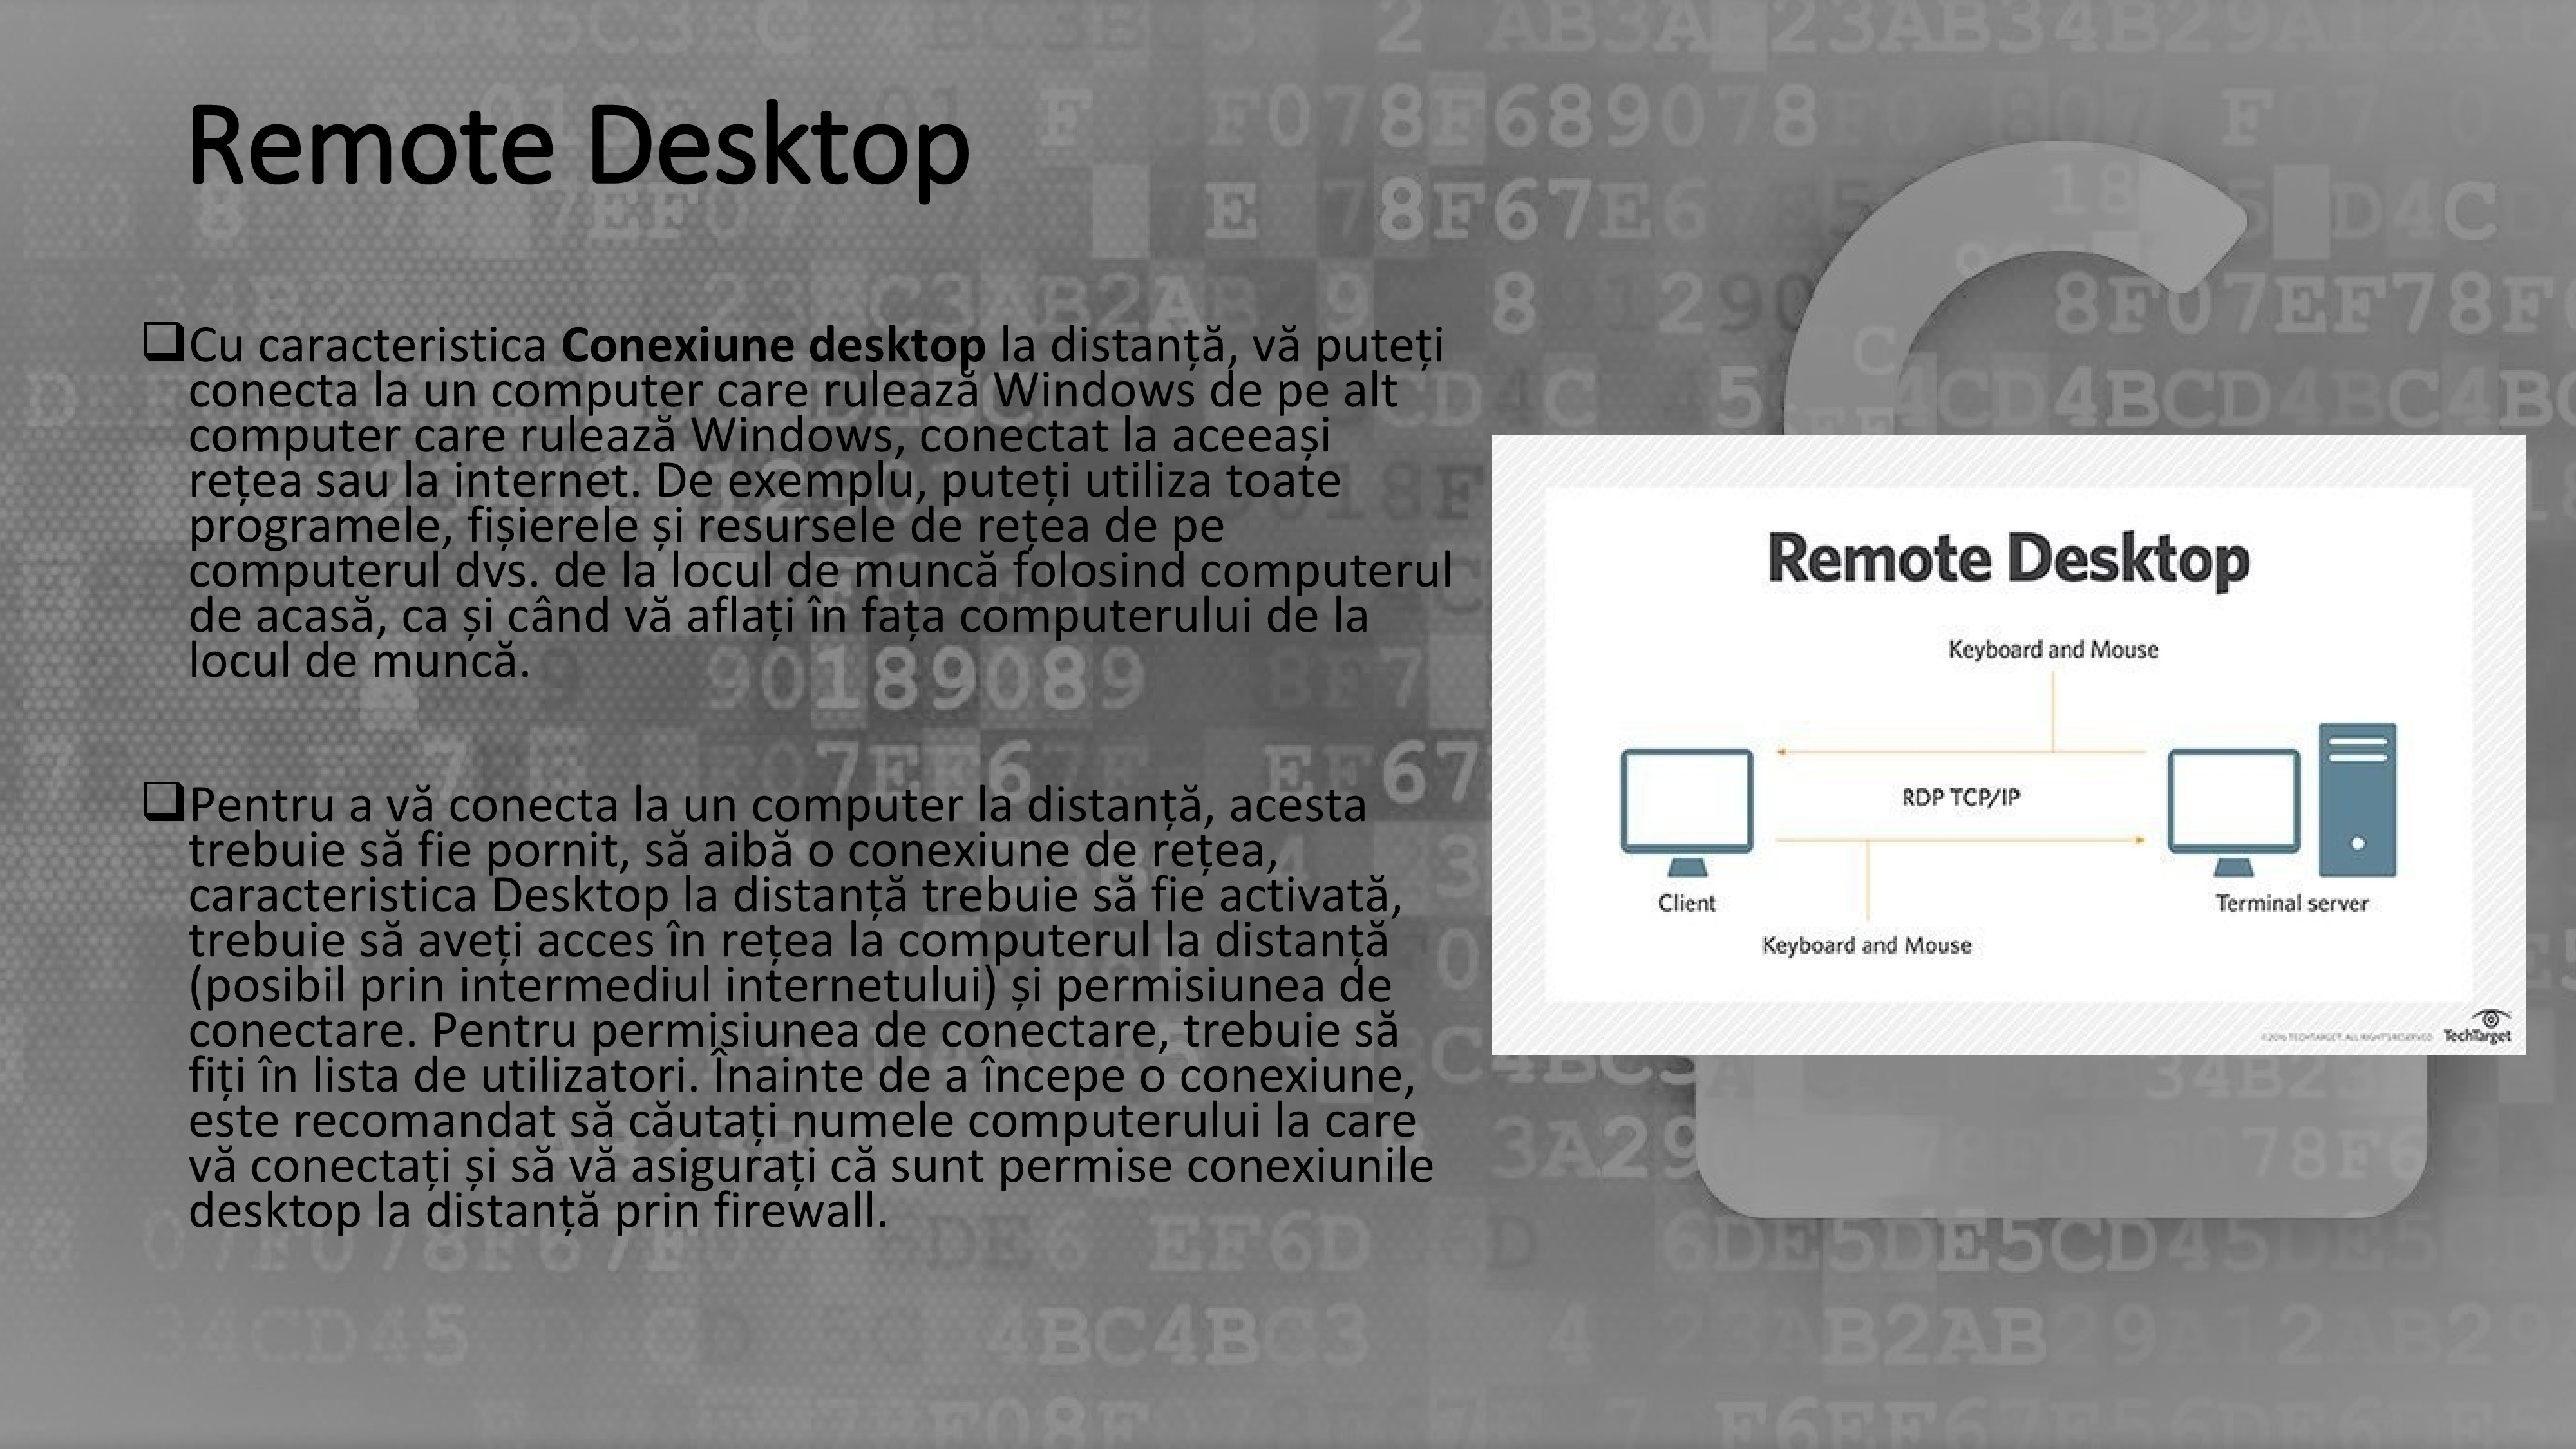 Remote Desktop
❑Cu caracteristica Conexiune desktop la distanță, vă puteți
conecta la un computer care rulează Windows de pe alt
computer care rulează Windows, conectat la aceeași
rețea sau la internet. De exemplu, puteți utiliza toate
programele, fișierele și resursele de rețea de pe
computerul dvs. de la locul de muncă folosind computerul
de acasă, ca și când vă aflați în fața computerului de la
locul de muncă.
❑Pentru a vă conecta la un computer la distanță, acesta
trebuie să fie pornit, să aibă o conexiune de rețea,
caracteristica Desktop la distanță trebuie să fie activată,
trebuie să aveți acces în rețea la computerul la distanță
(posibil prin intermediul internetului) și permisiunea de
conectare. Pentru permisiunea de conectare, trebuie să
fiți în lista de utilizatori. Înainte de a începe o conexiune,
este recomandat să căutați numele computerului la care
vă conectați și să vă asigurați că sunt permise conexiunile
desktop la distanță prin firewall.
Remote Desktop
Keyboard and Mouse
RDP TCP/IP
Client
Terminal server
Keyboard and Mouse
©2016 TECHTARGET. ALL RIGHTS RESERVED
TechTarget